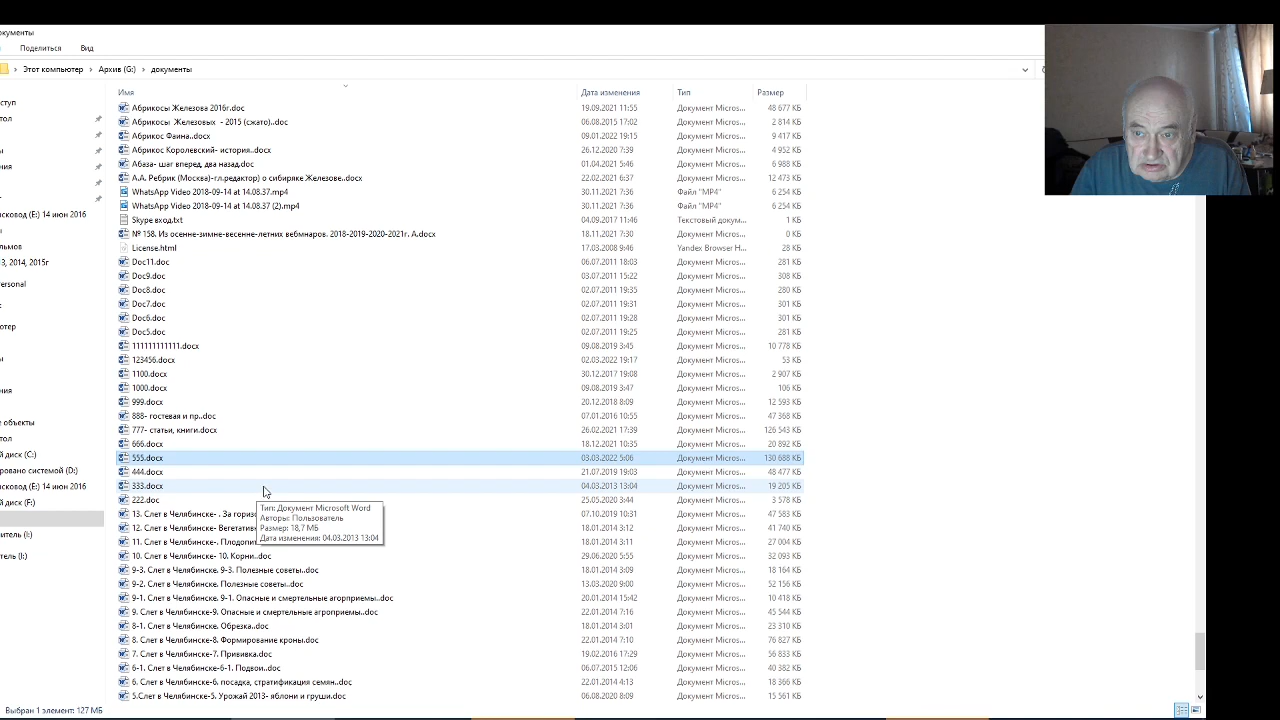 окументы
Поделиться Вид
Этот компьютер > Архив (G:) > документы
Имя Дата изменения Тип Размер
Абрикосы Железова 2016г.doc 19.09.2021 11:55 Документ Micros... 48 677 КБ
Абрикосы Железовых - 2015 (сжато)..doc 06.08.2015 17:02 Документ Micros... 2 814 КБ
Абрикос Фаина..docx 09.01.2022 19:15 Документ Micros... 9 417 КБ
Абрикос Королевский- история..docx 26.12.2020 7:39 Документ Micros... 4 952 КБ
Абаза- шаг вперед, два назад.doc 01.04.2021 5:46 Документ Micros... 6 988 КБ
А.А. Ребрик (Москва)-гл.редактор) о сибиряке Железове..docx 22.02.2021 6:37 Документ Micros... 12 473 КБ
WhatsApp Video 2018-09-14 at 14.08.37.mp4 30.11.2021 7:36 Файл "MP4" 6 254 КБ
WhatsApp Video 2018-09-14 at 14.08.37 (2).mp4 30.11.2021 7:36 Файл "MP4" 6 254 КБ
Skype вход.txt 04.09.2017 11:46 Текстовый докум... 1 КБ
№ 158. Из осенне-зимне-весенне-летних вебмнаров. 2018-2019-2020-2021г. А.docx 18.11.2021 7:30 Документ Micros... 0 КБ
License.html 17.03.2008 9:46 Yandex Browser H... 28 КБ
Doc11.doc 06.07.2011 18:03 Документ Micros... 281 КБ
Doc9.doc 03.07.2011 15:22 Документ Micros... 308 КБ
Doc8.doc 02.07.2011 19:35 Документ Micros... 280 КБ
Doc7.doc 02.07.2011 19:31 Документ Micros... 301 КБ
Doc6.doc 02.07.2011 19:28 Документ Micros... 301 КБ
Doc5.doc 02.07.2011 19:25 Документ Micros... 281 КБ
111111111111.docx 09.08.2019 3:45 Документ Micros... 10 778 КБ
123456.docx 02.03.2022 19:17 Документ Micros... 53 КБ
1100.docx 30.12.2017 19:08 Документ Micros... 2 907 КБ
1000.docx 09.08.2019 3:47 Документ Micros... 106 КБ
999.docx 20.12.2018 8:09 Документ Micros... 12 593 КБ
888- гостевая и пр..doc 07.01.2016 10:55 Документ Micros... 47 368 КБ
777- статьи, книги.docx 26.02.2021 17:39 Документ Micros... 126 543 КБ
666.docx 18.12.2021 10:35 Документ Micros... 20 892 КБ
555.docx 03.03.2022 5:06 Документ Micros... 130 688 КБ
444.docx 21.07.2019 19:03 Документ Micros... 48 477 КБ
333.docx 04.03.2013 13:04 Документ Micros... 19 205 КБ
222.doc 25.05.2020 3:44 Документ Micros... 3 578 КБ
13. Слет в Челябинске- . За гориз 07.10.2019 10:31 Документ Micros... 47 583 КБ
12. Слет в Челябинске- Вегетатив 18.01.2014 3:12 Документ Micros... 41 740 КБ
11. Слет в Челябинске-. Плодопит 18.01.2014 3:11 Документ Micros... 27 004 КБ
10. Слет в Челябинске- 10. Корни..doc 29.06.2020 5:55 Документ Micros... 31 489 КБ
9-3. Слет в Челябинске. 9-3. Полезные советы..doc 18.01.2014 3:09 Документ Micros... 18 164 КБ
9-2. Слет в Челябинске. Полезные советы..doc 13.03.2020 9:00 Документ Micros... 52 156 КБ
9-1. Слет в Челябинске. 9-1. Опасные и смертельные агорприемы..doc 20.01.2014 15:42 Документ Micros... 10 418 КБ
9. Слет в Челябинске-9. Опасные и смертельные агроприемы..doc 22.01.2014 7:16 Документ Micros... 45 544 КБ
8-1. Слет в Челябинске. Обрезка..doc 18.01.2014 3:01 Документ Micros... 23 310 КБ
8. Слет в Челябинске-8. Формирование кроны.doc 22.01.2014 7:10 Документ Micros... 76 827 КБ
7. Слет в Челябинске-7. Прививка.doc 19.02.2016 17:29 Документ Micros... 56 833 КБ
6-1. Слет в Челябинске-6-1. Подвои..doc 06.07.2015 12:06 Документ Micros... 40 382 КБ
6. Слет в Челябинске-6. посадка, стратификация семян..doc 22.01.2014 4:13 Документ Micros... 18 366 КБ
5.Слет в Челябинске-5. Урожай 2013- яблони и груши.doc 06.08.2020 8:09 Документ Micros... 15 561 КБ
Тип: Документ Microsoft Word
Авторы: Пользователь
Размер: 18,7 МБ
Дата изменения: 04.03.2013 13:04
ступ
тол
ы
ния
исковод (E:) 14 июн 2016
льмов
3, 2014, 2015г
ersonal
ютер
ния
е объекты
тол
й диск (C:)
ровано системой (D:)
исковод (E:) 14 июн 2016
й диск (F:)
итель (I:)
тель (I:)
Выбран 1 элемент: 127 МБ